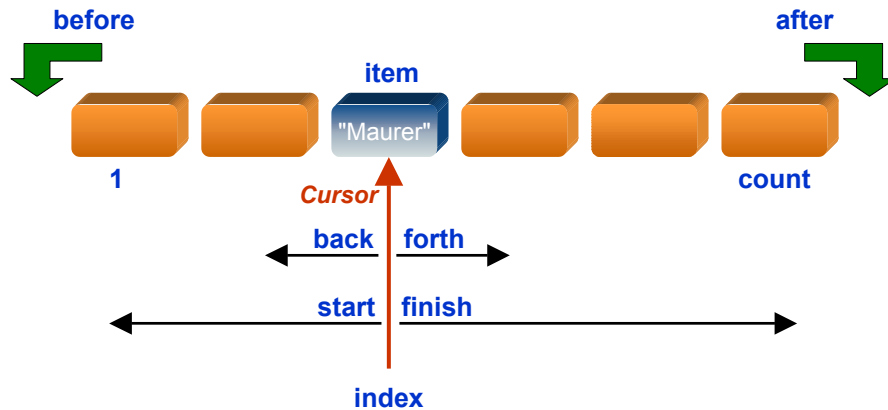 before
after
item
"Maurer"
1
count
Cursor
back
forth
start
finish
index